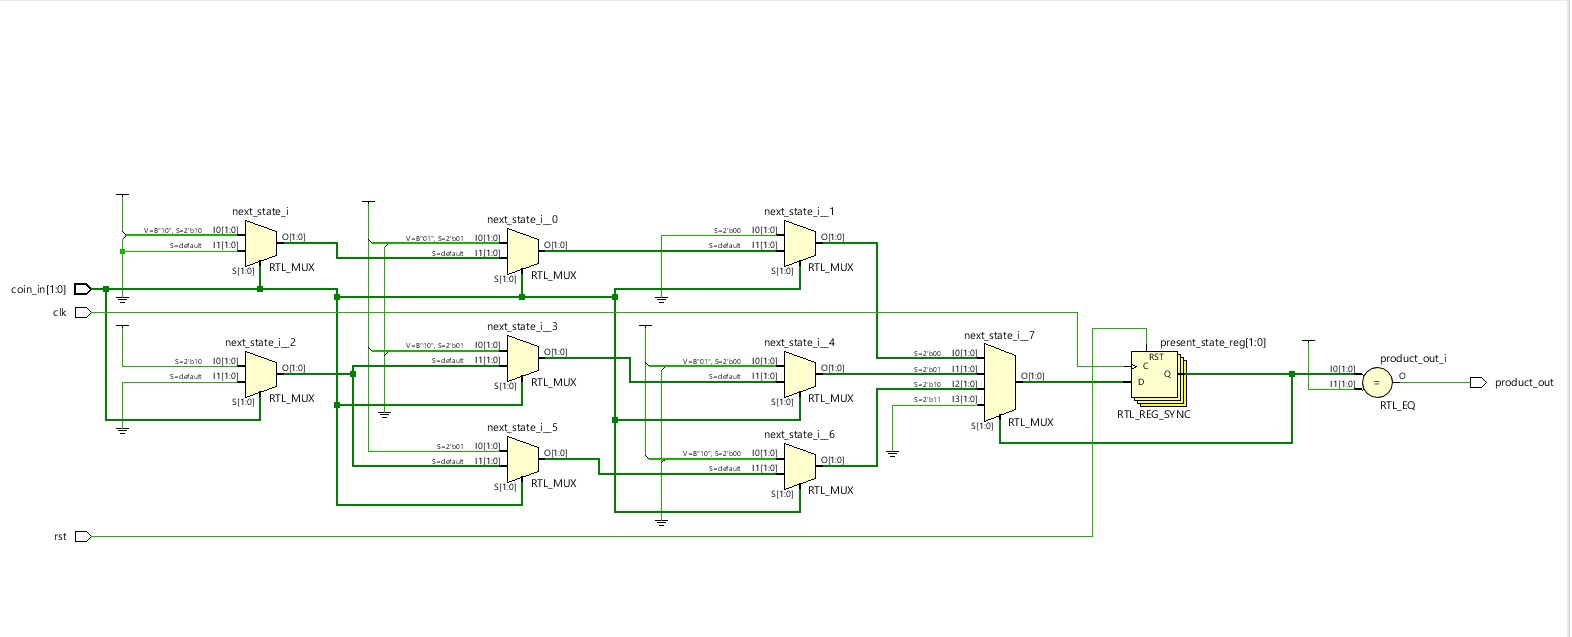 next_state_i
V=B"10", S=2'b10 I0[1:0]
S=default I1[1:0]
O[1:0]
S[1:0]
RTL_MUX
next_state_i__0
V=B"01", S=2'b01 I0[1:0]
S=default I1[1:0]
O[1:0]
S[1:0]
RTL_MUX
next_state_i__1
S=2'b00 I0[1:0]
S=default I1[1:0]
O[1:0]
S[1:0]
RTL_MUX
coin_in[1:0]
clk
next_state_i__2
S=2'b10 I0[1:0]
S=default I1[1:0]
O[1:0]
S[1:0]
RTL_MUX
next_state_i__3
V=B"10", S=2'b01 I0[1:0]
S=default I1[1:0]
O[1:0]
S[1:0]
RTL_MUX
next_state_i__4
V=B"01", S=2'b00 I0[1:0]
S=default I1[1:0]
O[1:0]
S[1:0]
RTL_MUX
next_state_i__5
S=2'b01 I0[1:0]
S=default I1[1:0]
O[1:0]
S[1:0]
RTL_MUX
next_state_i__6
V=B"10", S=2'b00 I0[1:0]
S=default I1[1:0]
O[1:0]
S[1:0]
RTL_MUX
next_state_i__7
S=2'b00 I0[1:0]
S=2'b01 I1[1:0]
S=2'b10 I2[1:0]
S=2'b11 I3[1:0]
O[1:0]
S[1:0]
RTL_MUX
present_state_reg[1:0]
RST
C
Q
D
RTL_REG_SYNC
product_out_i
I0[1:0]
I1[1:0]
=
O
RTL_EQ
product_out
rst